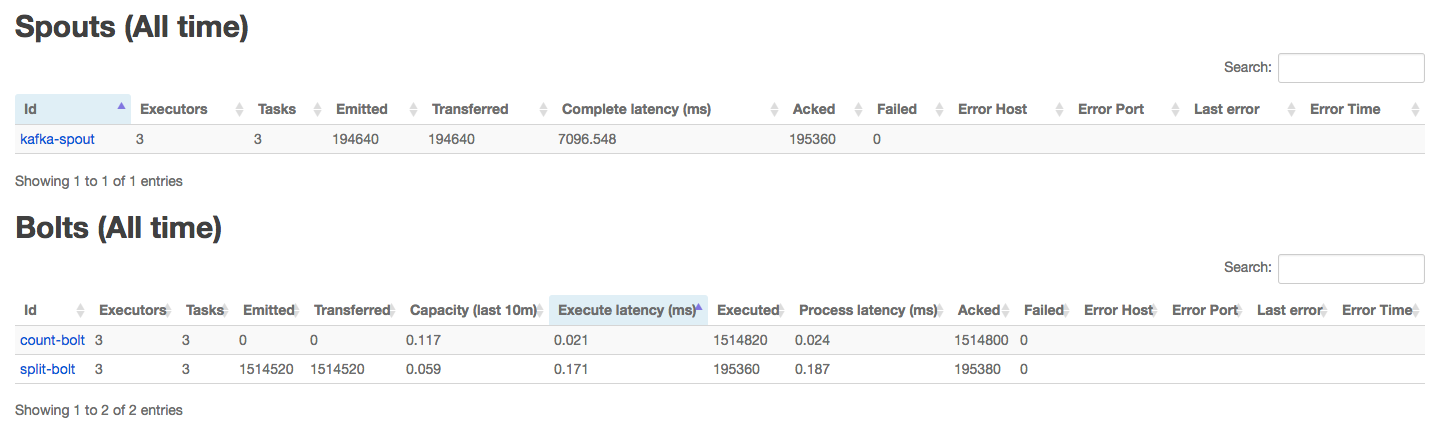 Spouts (All time)
Search:
Id Executors Tasks Emitted Transferred Complete latency (ms) Acked Failed Error Host Error Port Last error Error Time
kafka-spout 3 3 194640 194640 7096.548 195360 0
Showing 1 to 1 of 1 entries
Bolts (All time)
Search:
Id Executors Tasks Emitted Transferred Capacity (last 10m) Execute latency (ms) Executed Process latency (ms) Acked Failed Error Host Error Port Last error Error Time
count-bolt 3 3 0 0 0.117 0.021 1514820 0.024 1514800 0
split-bolt 3 3 1514520 1514520 0.059 0.171 195360 0.187 195380 0
Showing 1 to 2 of 2 entries